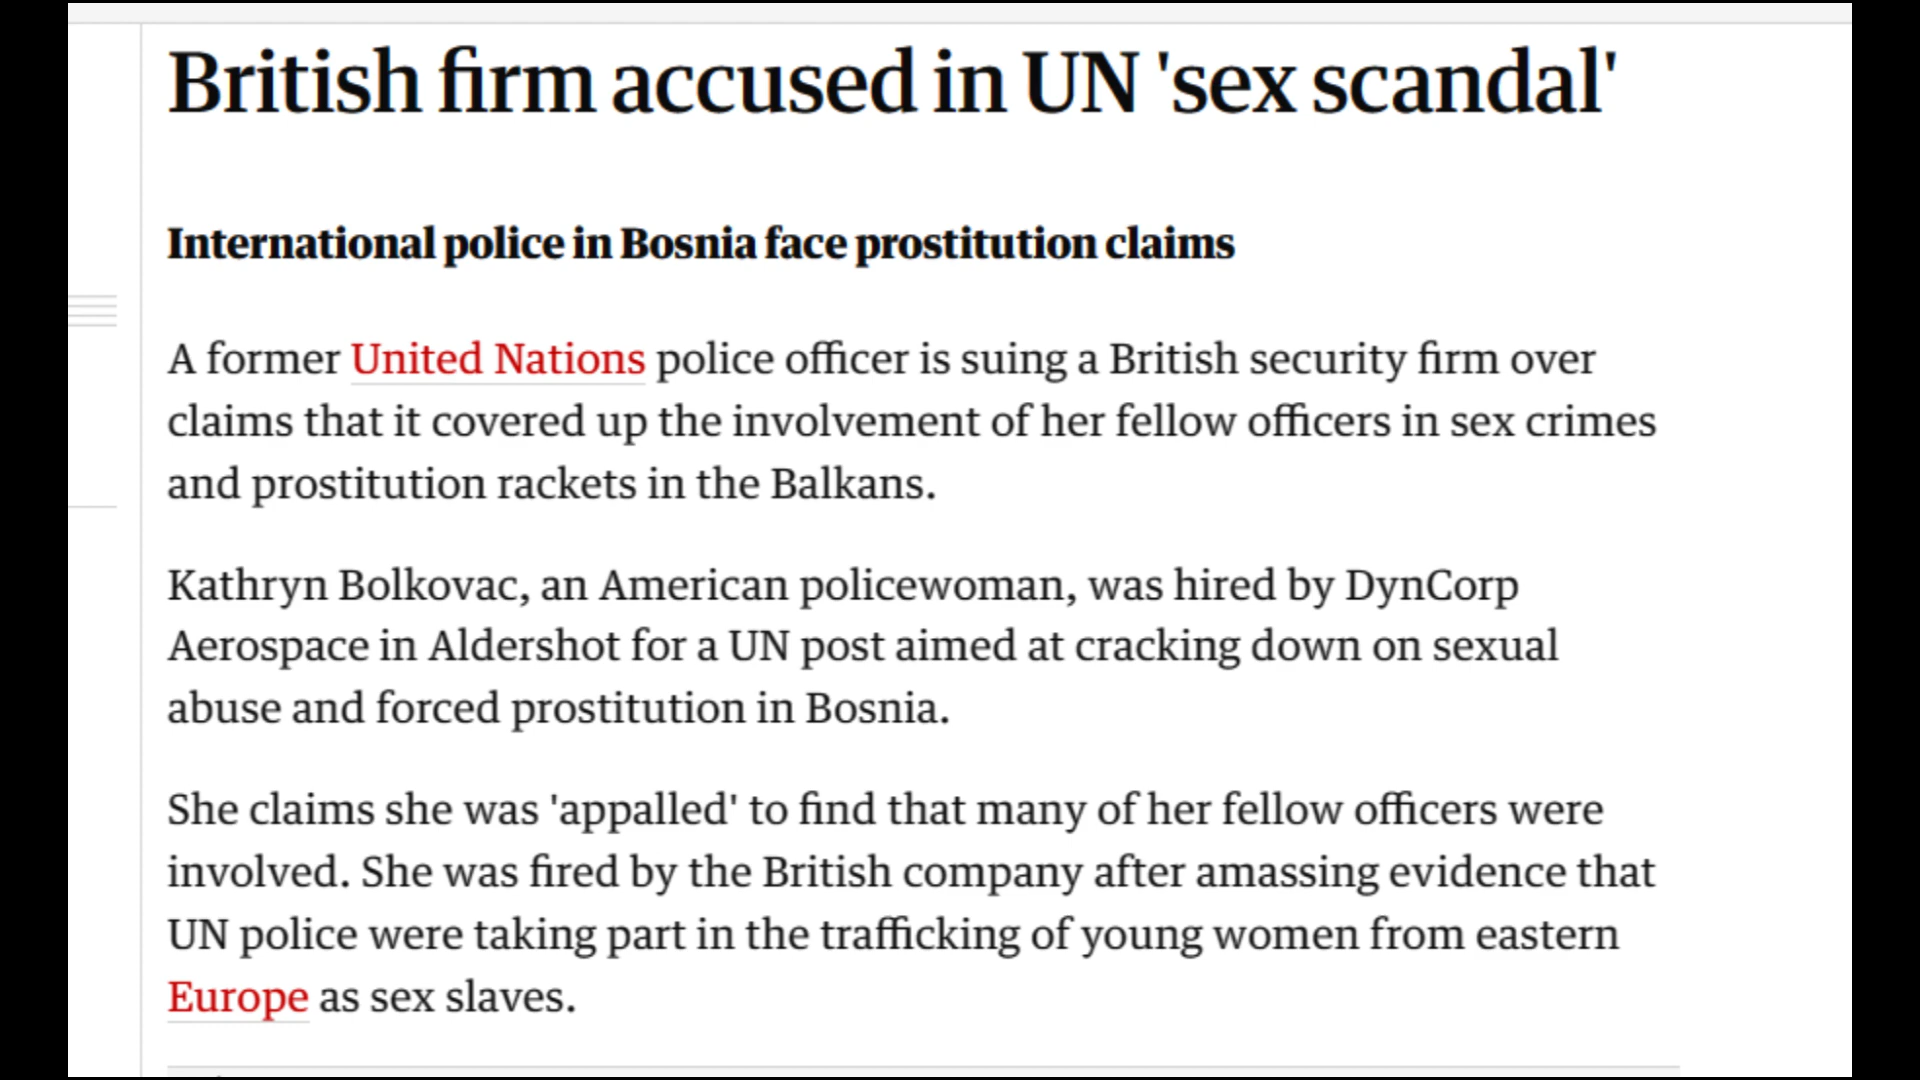 British firm accused in UN 'sex scandal'
International police in Bosnia face prostitution claims
A former United Nations police officer is suing a British security firm over
claims that it covered up the involvement of her fellow officers in sex crimes
and prostitution rackets in the Balkans.
Kathryn Bolkovac, an American policewoman, was hired by DynCorp
Aerospace in Aldershot for a UN post aimed at cracking down on sexual
abuse and forced prostitution in Bosnia.
She claims she was 'appalled' to find that many of her fellow officers were
involved. She was fired by the British company after amassing evidence that
UN police were taking part in the trafficking of young women from eastern
Europe as sex slaves.